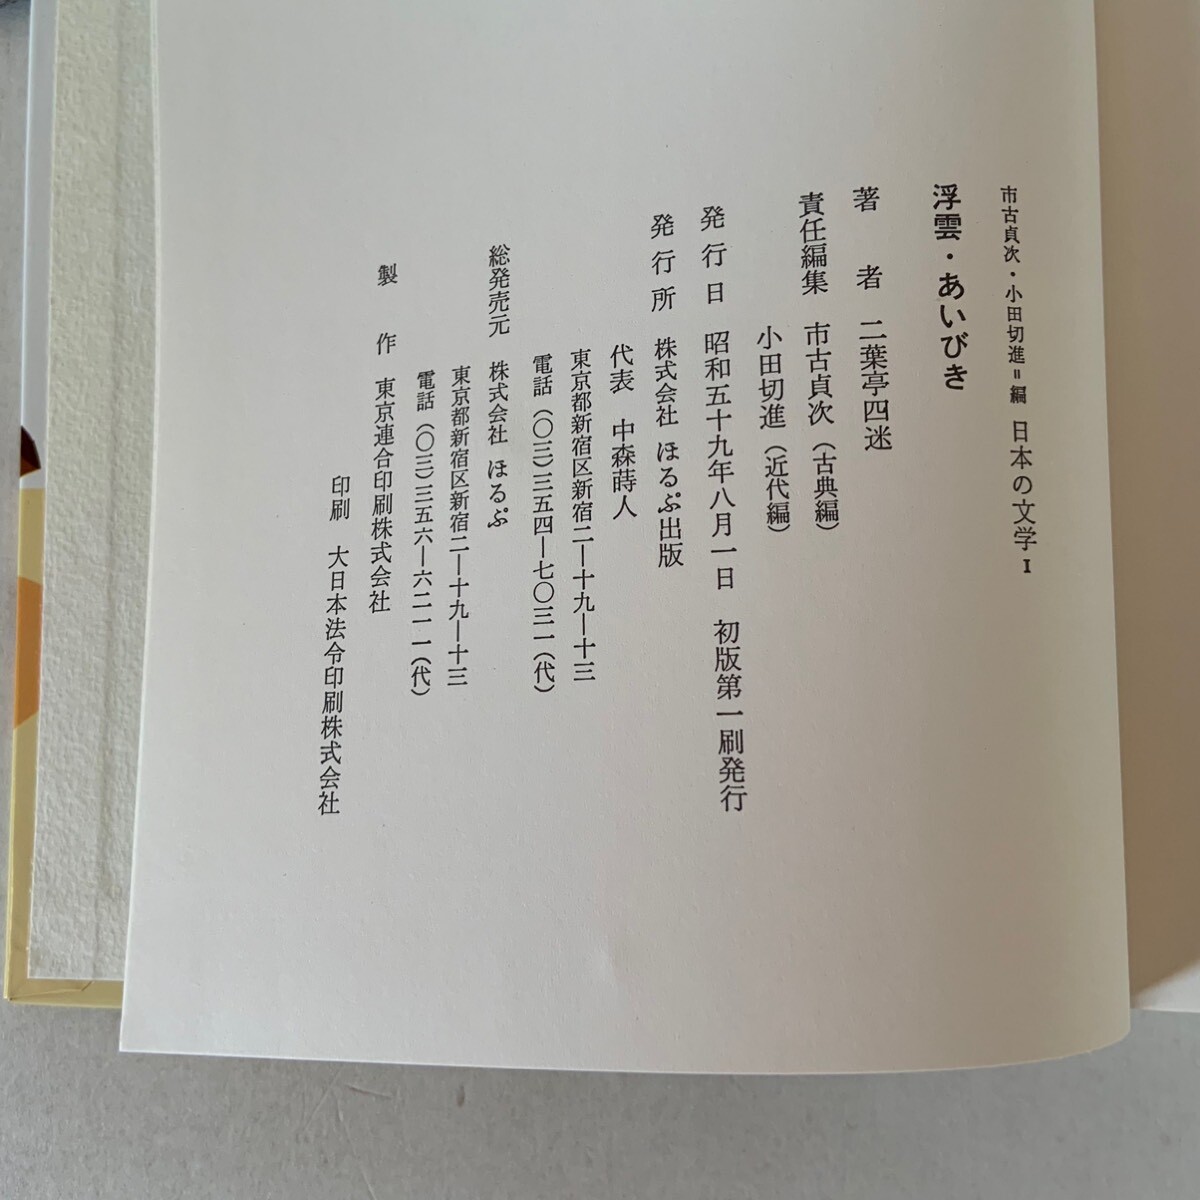 市古貞次・小田切進＝編 日本の文学 1
浮雲・あいびき
著者 二葉亭四迷
責任編集 市古貞次（古典編）
小田切進（近代編）
発行日 昭和五十九年八月一日 初版第一刷発行
発行所 株式会社 ほるぷ出版
代表 中森蒔人
東京都新宿区新宿二―十九―十三
電話（〇三）三五四―七〇三一（代）
総発売元 株式会社 ほるぷ
東京都新宿区新宿二―十九―十三
電話（〇三）三五六―六二一一（代）
製作 東京連合印刷株式会社
印刷 大日本法令印刷株式会社